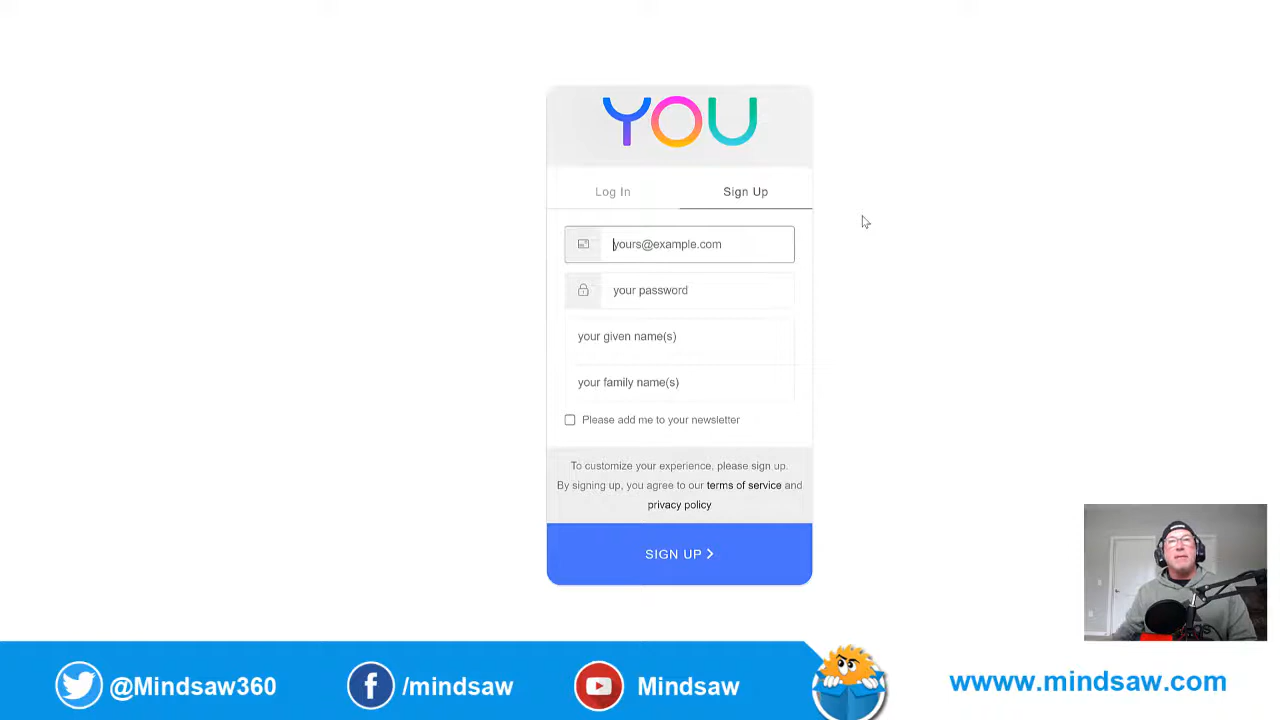 YOU
Log In
Sign Up
yours@example.com
your password
your given name(s)
your family name(s)
Please add me to your newsletter
To customize your experience, please sign up.
By signing up, you agree to our terms of service and
privacy policy
SIGN UP
@Mindsaw360
/mindsaw
Mindsaw
www.mindsaw.com